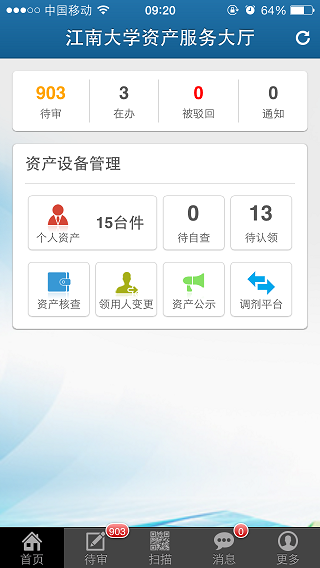 中国移动 09:20 64%
江南大学资产服务大厅
903 3 0 0
待审 在办 被驳回 通知
资产设备管理
15台件 0 13
个人资产 待自查 待认领
资产核查 领用人变更 资产公示 调剂平台
903 0
首页 待审 扫描 消息 更多